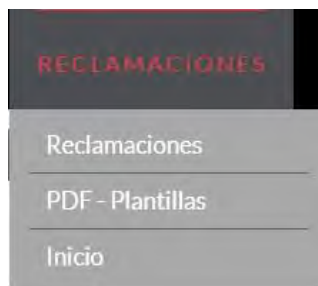 RECLAMACIONES
Reclamaciones
PDF - Plantillas
Inicio